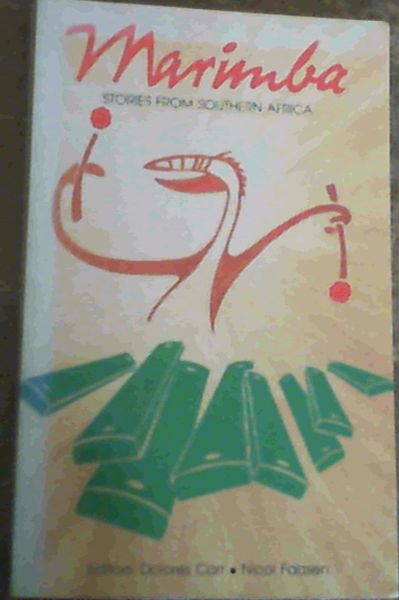 Marimba
STORIES FROM SOUTHERN AFRICA
Editors: Dolores Carr • Nicol Faasen